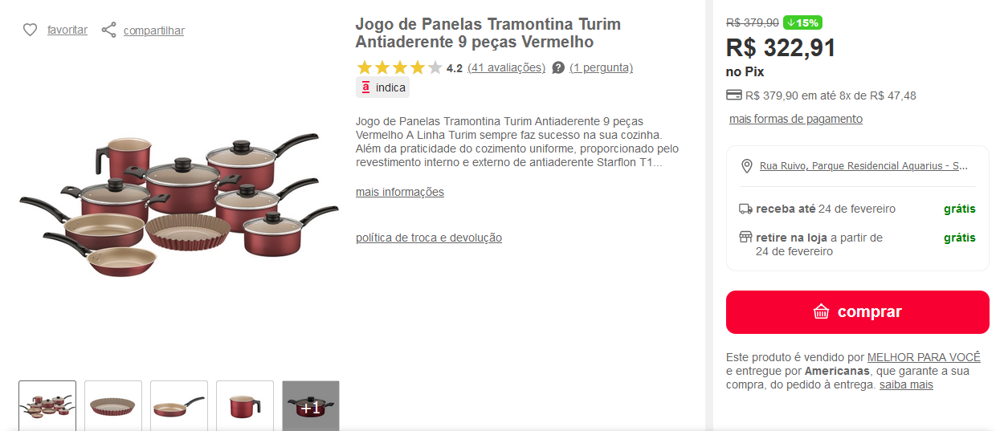 favoritar
compartilhar
Jogo de Panelas Tramontina Turim
Antiaderente 9 peças Vermelho
4.2 (41 avaliações) ? (1 pergunta)
a indica
Jogo de Panelas Tramontina Turim Antiaderente 9 peças
Vermelho A Linha Turim sempre faz sucesso na sua cozinha.
Além da praticidade do cozimento uniforme, proporcionado pelo
revestimento interno e externo de antiaderente Starflon T1...
mais informações
política de troca e devolução
+1
R$ 379,90 ↓15%
R$ 322,91
no Pix
R$ 379,90 em até 8x de R$ 47,48
mais formas de pagamento
Rua Ruivo, Parque Residencial Aquarius - S...
receba até 24 de fevereiro grátis
retire na loja a partir de grátis
24 de fevereiro
comprar
Este produto é vendido por MELHOR PARA VOCÊ
e entregue por Americanas, que garante a sua
compra, do pedido à entrega. saiba mais